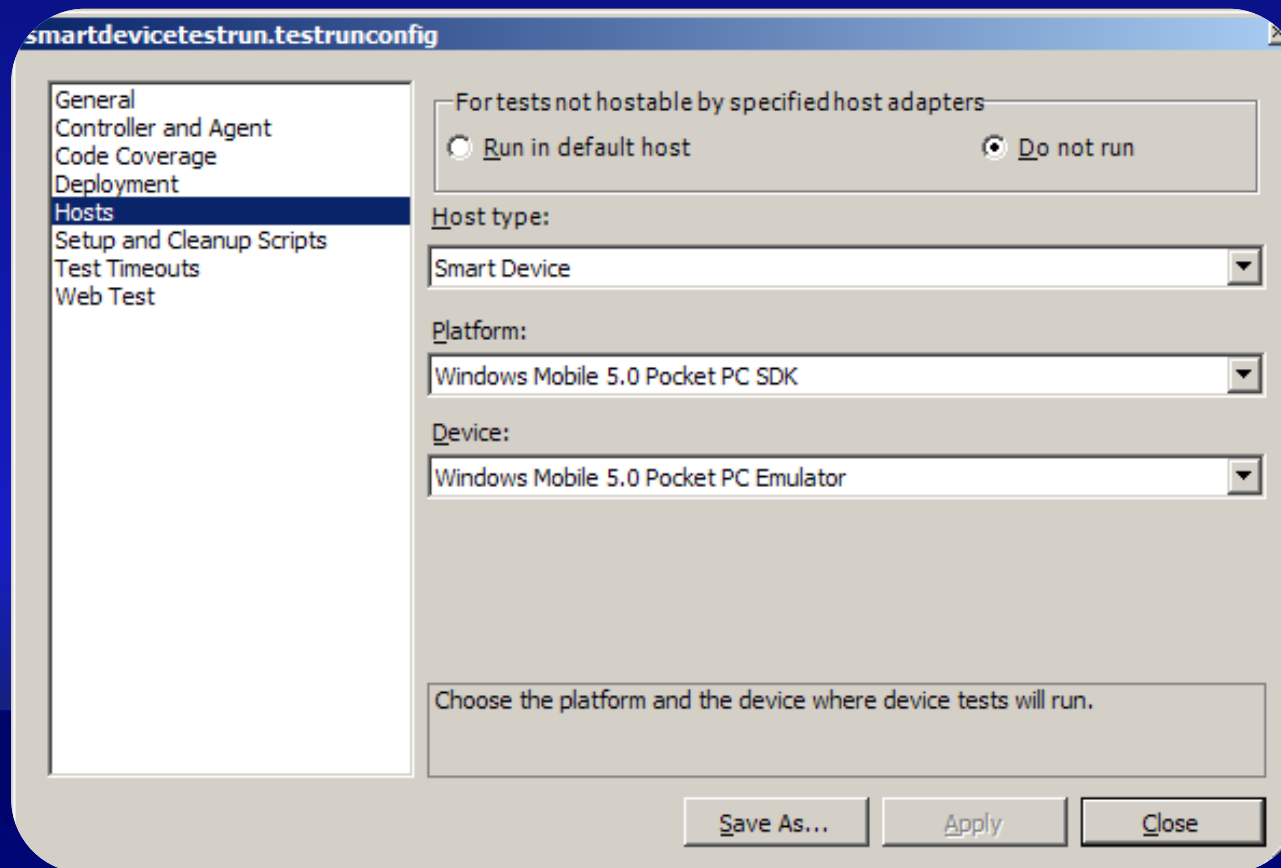 smartdevicetestrun.testrunconfig
General
Controller and Agent
Code Coverage
Deployment
Hosts
Setup and Cleanup Scripts
Test Timeouts
Web Test
For tests not hostable by specified host adapters
Run in default host
Do not run
Host type:
Smart Device
Platform:
Windows Mobile 5.0 Pocket PC SDK
Device:
Windows Mobile 5.0 Pocket PC Emulator
Choose the platform and the device where device tests will run.
Save As...
Apply
Close